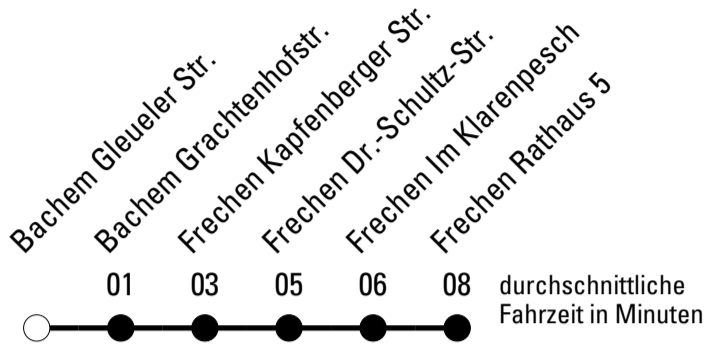 Bachem Gleueler Str.
Bachem Grachtenhofstr.
Frechen Kapfenberger Str.
Frechen Dr.-Schultz-Str.
Frechen Im Klarenpesch
Frechen Rathaus 5
01 03 05 06 08
durchschnittliche
Fahrzeit in Minuten